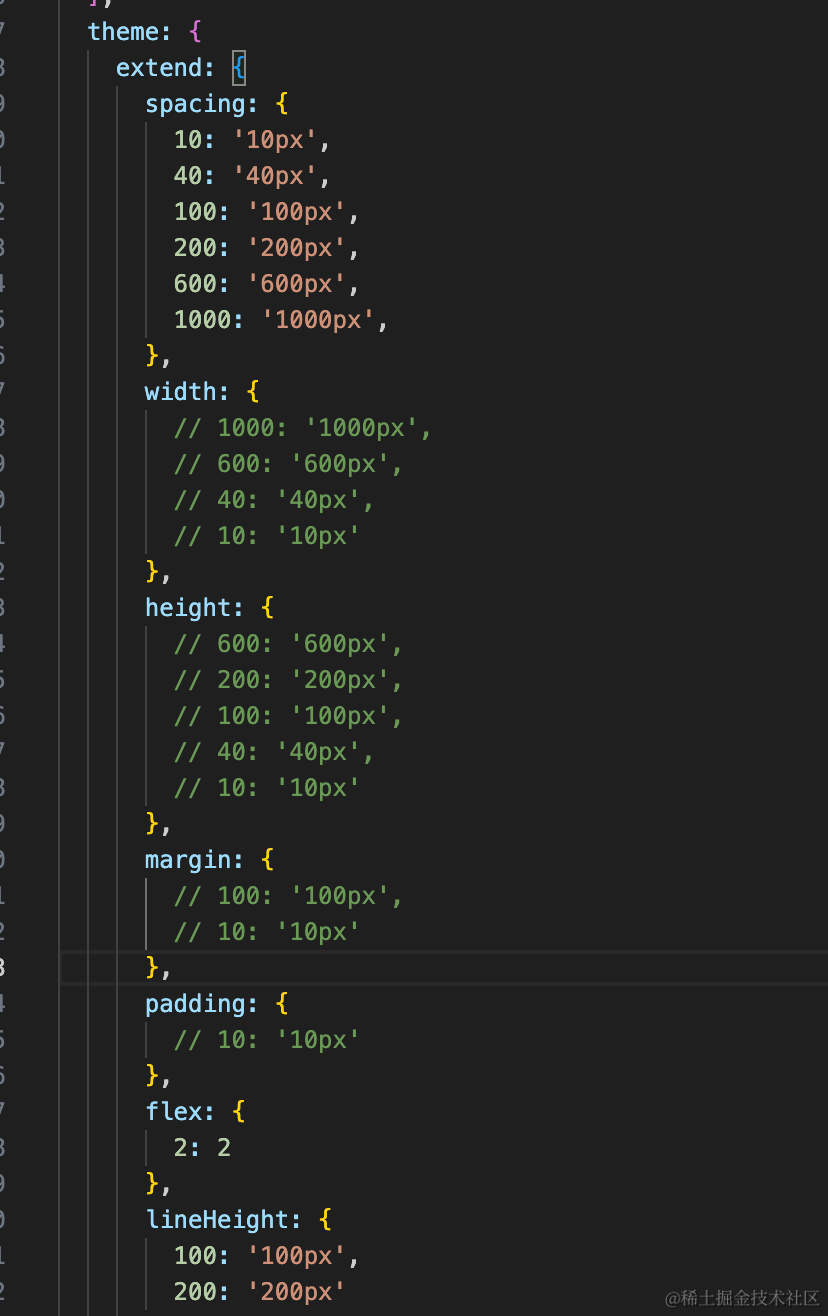 ],
theme: {
extend: {
spacing: {
10: '10px',
40: '40px',
100: '100px',
200: '200px',
600: '600px',
1000: '1000px',
},
width: {
// 1000: '1000px',
// 600: '600px',
// 40: '40px',
// 10: '10px'
},
height: {
// 600: '600px',
// 200: '200px',
// 100: '100px',
// 40: '40px',
// 10: '10px'
},
margin: {
// 100: '100px',
// 10: '10px'
},
padding: {
// 10: '10px'
},
flex: {
2: 2
},
lineHeight: {
100: '100px',
200: '200px'
@稀土掘金技术社区